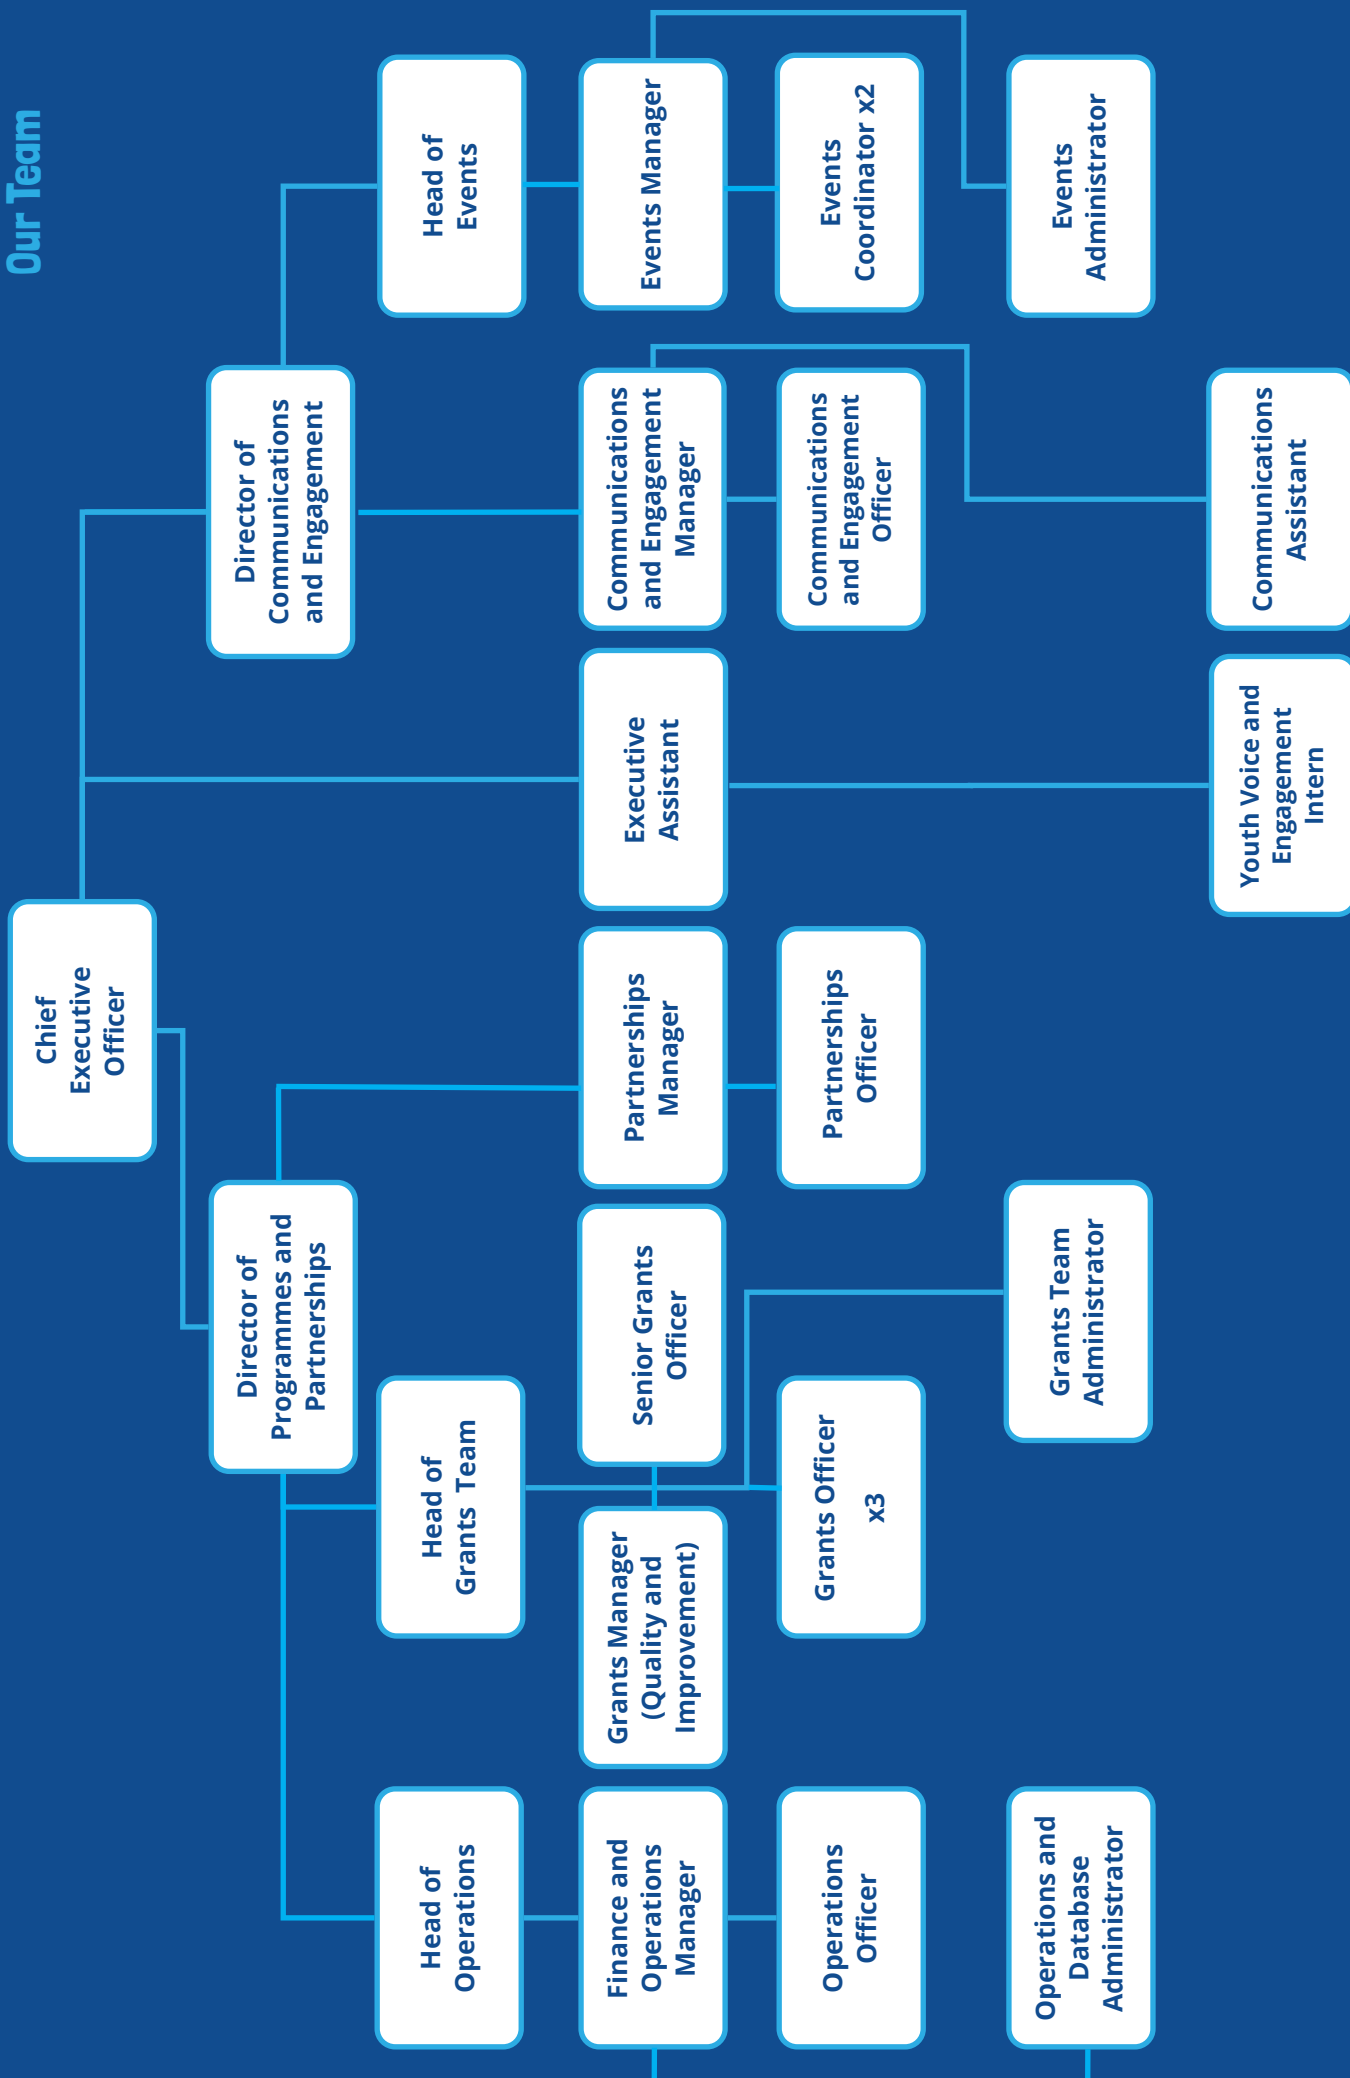 Our Team
Chief
Executive
Officer
Director of
Programmes and
Partnerships
Director of
Communications
and Engagement
Head of
Operations
Head of
Grants Team
Head of
Events
Finance and
Operations
Manager
Grants Manager
(Quality and
Improvement)
Senior Grants
Officer
Partnerships
Manager
Executive
Assistant
Communications
and Engagement
Manager
Events Manager
Operations
Officer
Grants Officer
x3
Partnerships
Officer
Communications
and Engagement
Officer
Events
Coordinator x2
Operations and
Database
Administrator
Grants Team
Administrator
Events
Administrator
Youth Voice and
Engagement
Intern
Communications
Assistant